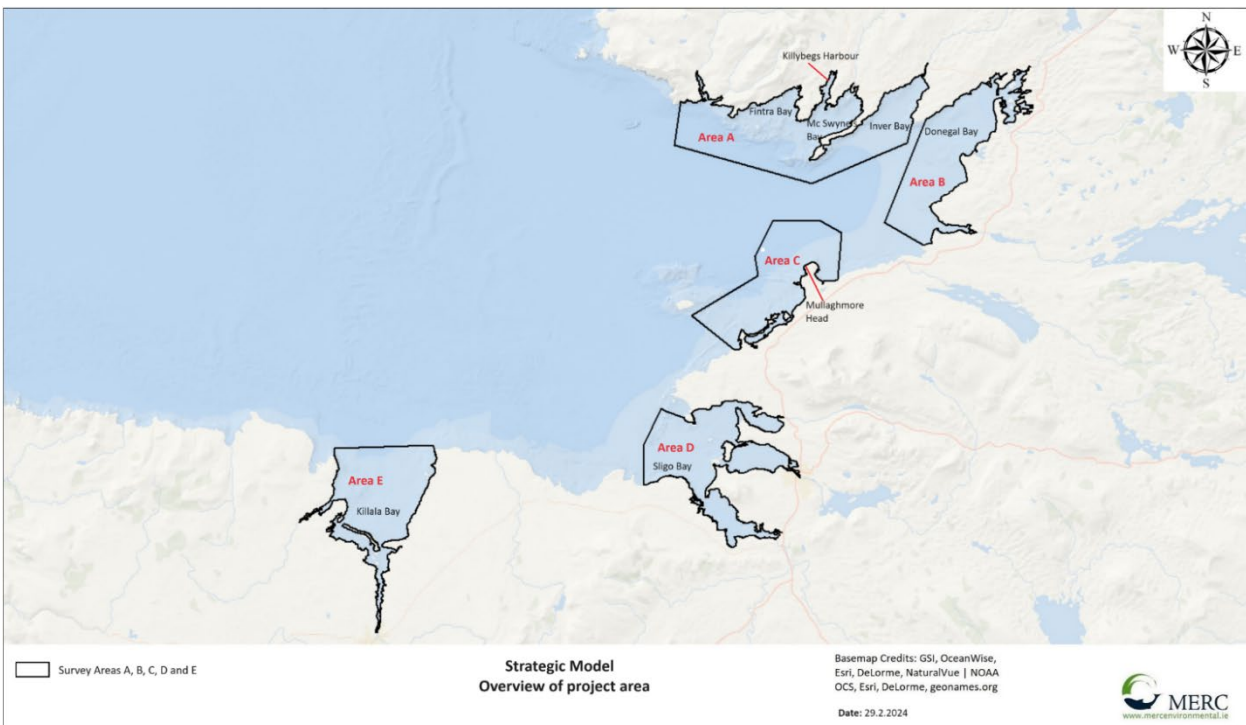 N
W E
S
Killybegs Harbour
Fintra Bay
Mc Swynes
Bay
Inver Bay
Donegal Bay
Area A
Area B
Area C
Mullaghmore
Head
Area D
Sligo Bay
Area E
Killala Bay
Survey Areas A, B, C, D and E
Strategic Model
Overview of project area
Basemap Credits: GSI, OceanWise,
Esri, DeLorme, NaturalVue | NOAA
OCS, Esri, DeLorme, geonames.org
Date: 29.2.2024
MERC
www.mercenvironmental.ie